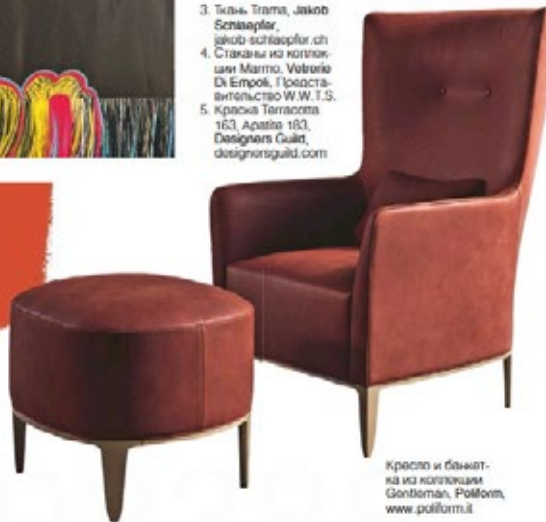 3. Ткань Trama, Jakob
Schlaepfer,
jakob-schlaepfer.ch
4. Стаканы из коллек-
ции Marmo, Vetrerie
Di Empoli, Предста-
вительство W.W.T.S.
5. Краска Terracotta
163, Apatite 183,
Designers Guild,
designersguild.com
Кресло и банкет-
ка из коллекции
Gentleman, Poliform,
www.poliform.it